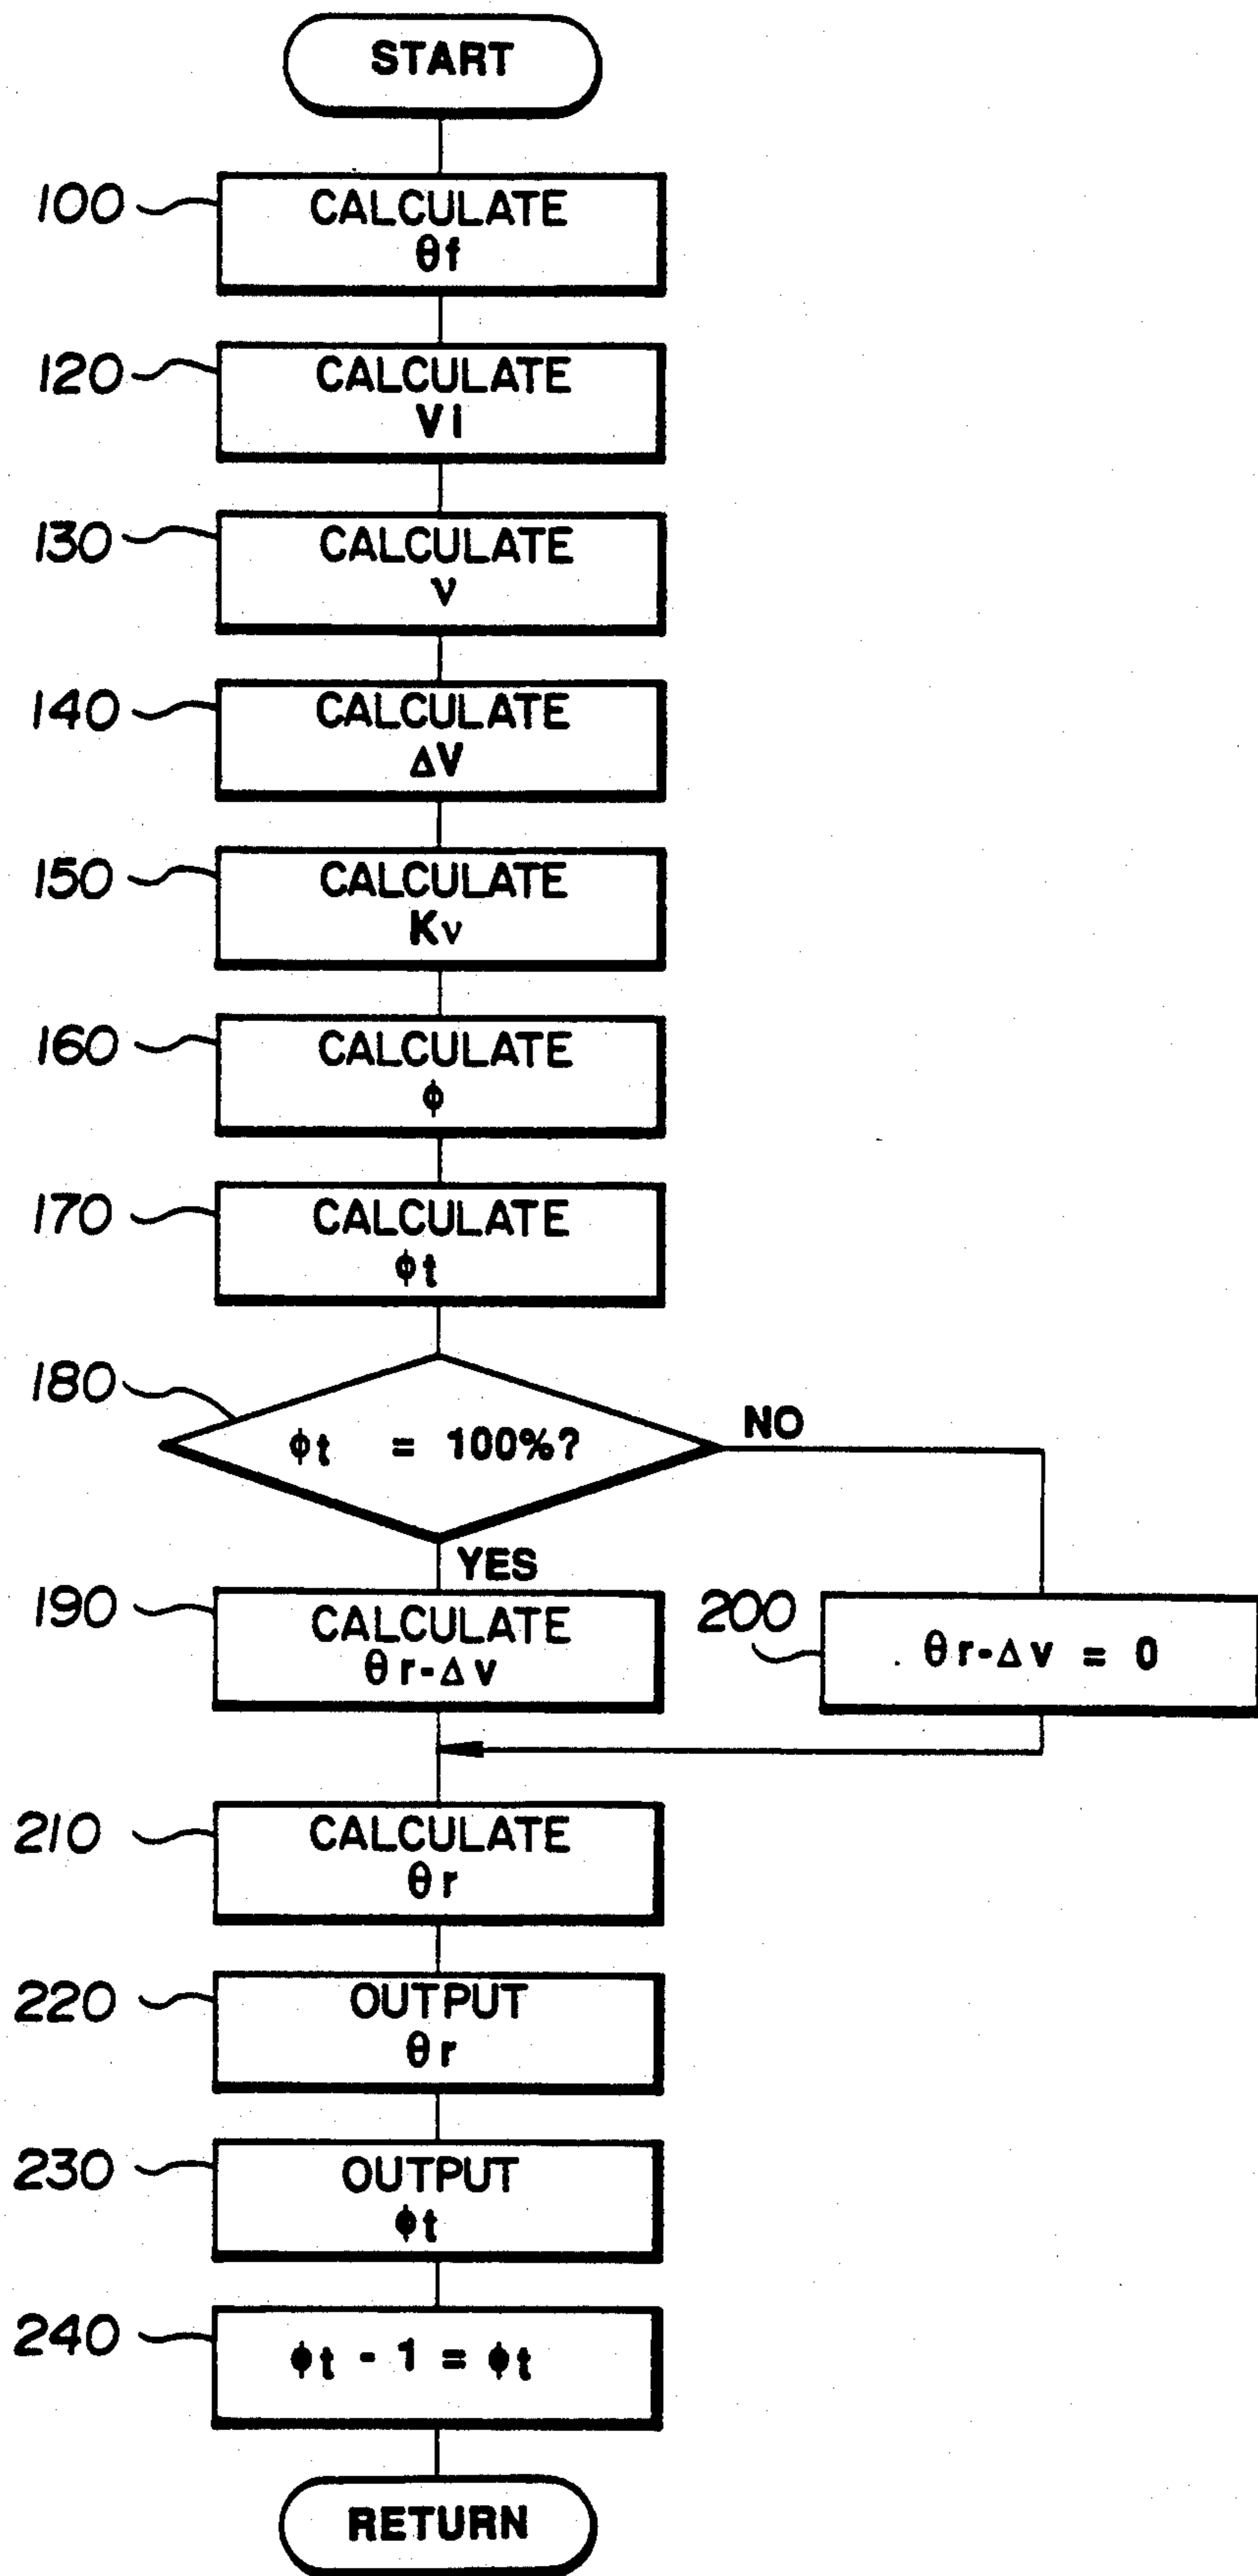 START
100
CALCULATE
θf
120
CALCULATE
Vi
130
CALCULATE
ν
140
CALCULATE
ΔV
150
CALCULATE
Kν
160
CALCULATE
ϕ
170
CALCULATE
ϕt
180
ϕt = 100%?
NO
YES
190
CALCULATE
θr-Δv
200
θr-Δv = 0
210
CALCULATE
θr
220
OUTPUT
θr
230
OUTPUT
ϕt
240
ϕt - 1 = ϕt
RETURN